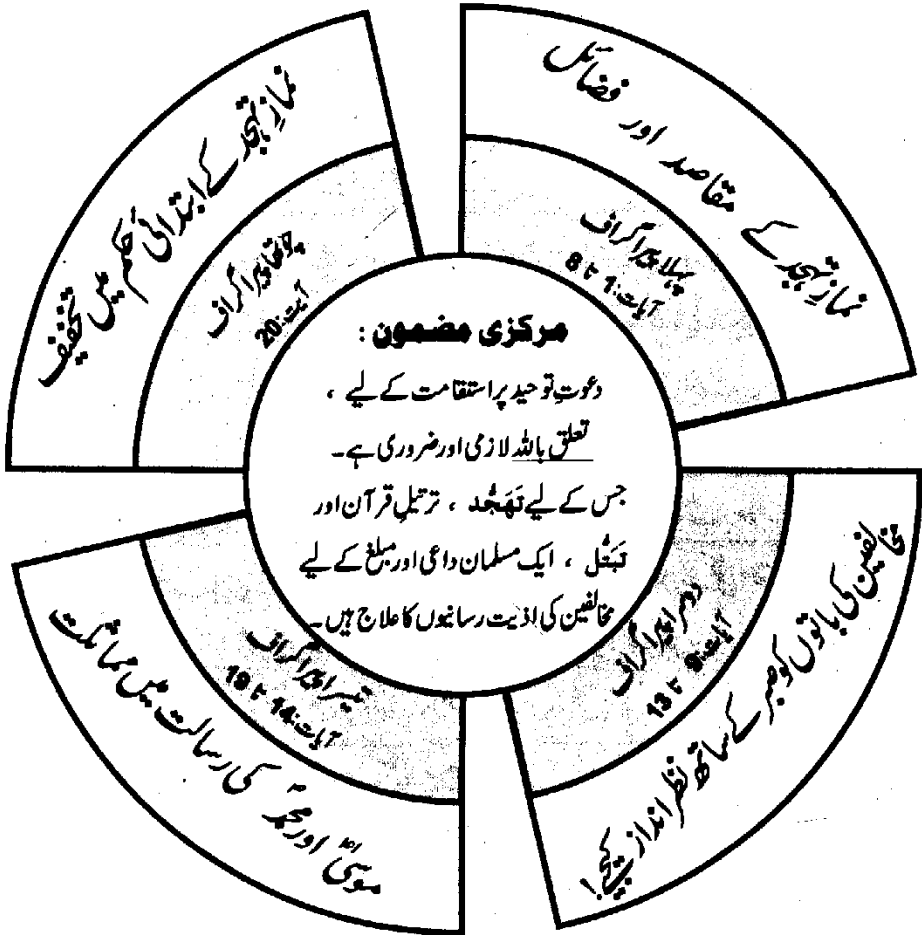 نمازِ تہجد کے مقاصد اور فضائل
پہلا پیراگراف
آیات: 1 تا 8
مخالفین کی باتوں کو صبر کے ساتھ نظر انداز کیجیے!
دوسرا پیراگراف
آیات: 9 تا 13
موسیٰؑ اور محمدؐ کی رسالت میں مماثلت
تیسرا پیراگراف
آیات: 14 تا 19
نمازِ تہجد کے ابتدائی حکم میں تخفیف
چوتھا پیراگراف
آیت: 20
مرکزی مضمون :
دعوتِ توحید پر استقامت کے لیے ،
تعلق باللہ لازمی اور ضروری ہے۔
جس کے لیے تَهَجُّد ، ترتیلِ قرآن اور
تَبَتُّل ، ایک مسلمان داعی اور مبلغ کے لیے
مخالفین کی اذیت رسانیوں کا علاج ہیں۔